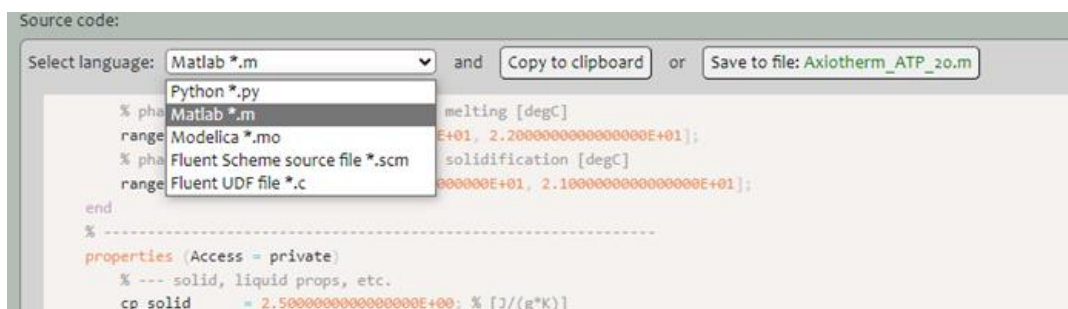 Source code:
Select language: Matlab *.m and Copy to clipboard or Save to file: Axiotherm_ATP_20.m
Python *.py
% pha Matlab *.m melting [degC]
range Modelica *.mo E+01, 2.2000000000000000E+01];
% pha Fluent Scheme source file *.scm solidification [degC]
range Fluent UDF file *.c 000000E+01, 2.1000000000000000E+01];
end
% -------------------------------------------------------------
properties (Access = private)
% --- solid, liquid props, etc.
cp_solid = 2.5000000000000000E+00; % [J/(g*K)]